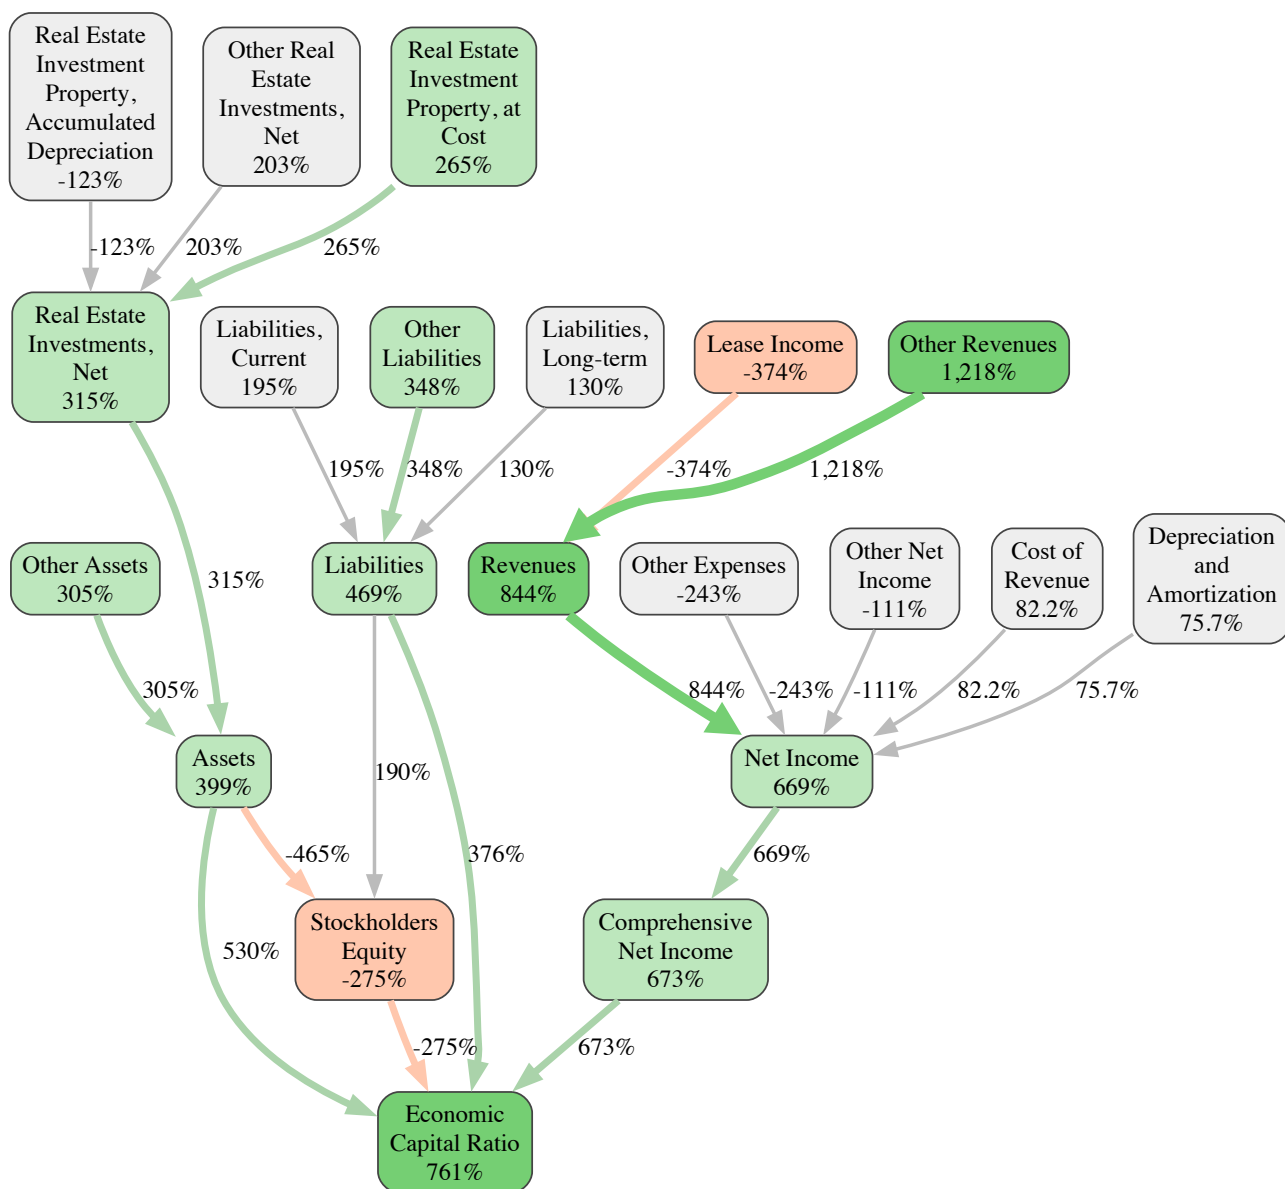 Real Estate
Investment
Property,
Accumulated
Depreciation
-123%
Other Real
Estate
Investments,
Net
203%
Real Estate
Investment
Property, at
Cost
265%
-123%
203%
265%
Real Estate
Investments,
Net
315%
Liabilities,
Current
195%
Other
Liabilities
348%
Liabilities,
Long-term
130%
Lease Income
-374%
Other Revenues
1,218%
195%
348%
130%
-374%
1,218%
Other Assets
305%
315%
Liabilities
469%
Revenues
844%
Other Expenses
-243%
Other Net
Income
-111%
Cost of
Revenue
82.2%
Depreciation
and
Amortization
75.7%
305%
844%
-243%
-111%
82.2%
75.7%
Assets
399%
190%
Net Income
669%
-465%
376%
669%
530%
Stockholders
Equity
-275%
Comprehensive
Net Income
673%
-275%
673%
Economic
Capital Ratio
761%